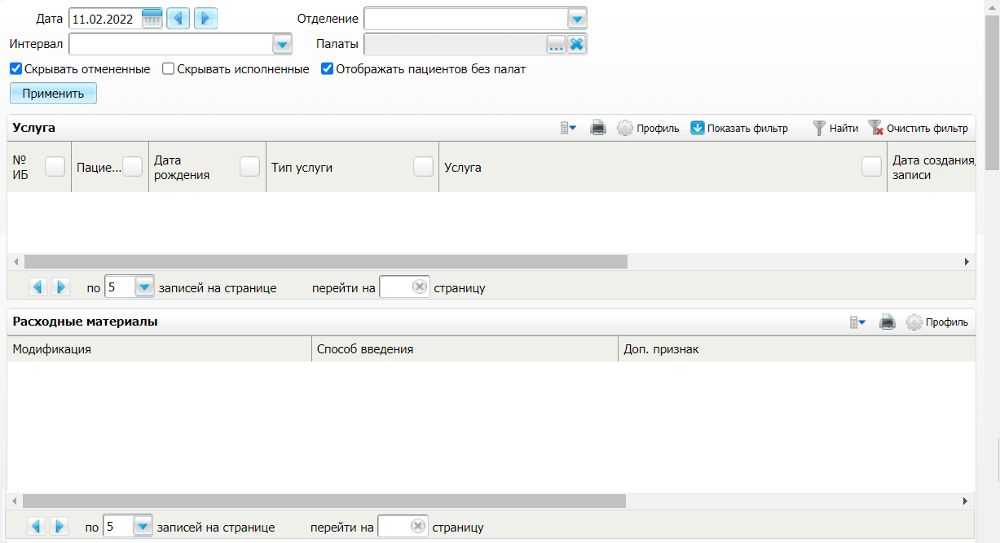 Дата 11.02.2022 Отделение
Интервал Палаты ...
Скрывать отмененные Скрывать исполненные Отображать пациентов без палат
Применить
Услуга Профиль Показать фильтр Найти Очистить фильтр
№ ИБ Пацие... Дата рождения Тип услуги Услуга Дата создания записи
по 5 записей на странице перейти на страницу
Расходные материалы Профиль
Модификация Способ введения Доп. признак
по 5 записей на странице перейти на страницу